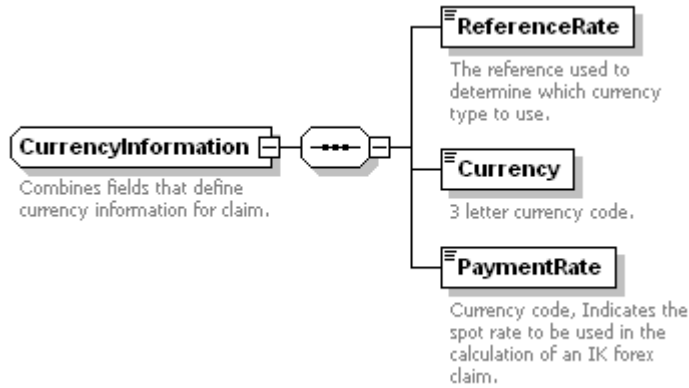 ReferenceRate
The reference used to
determine which currency
type to use.
CurrencyInformation
Combines fields that define
currency information for claim.
Currency
3 letter currency code.
PaymentRate
Currency code, Indicates the
spot rate to be used in the
calculation of an IK forex
claim.